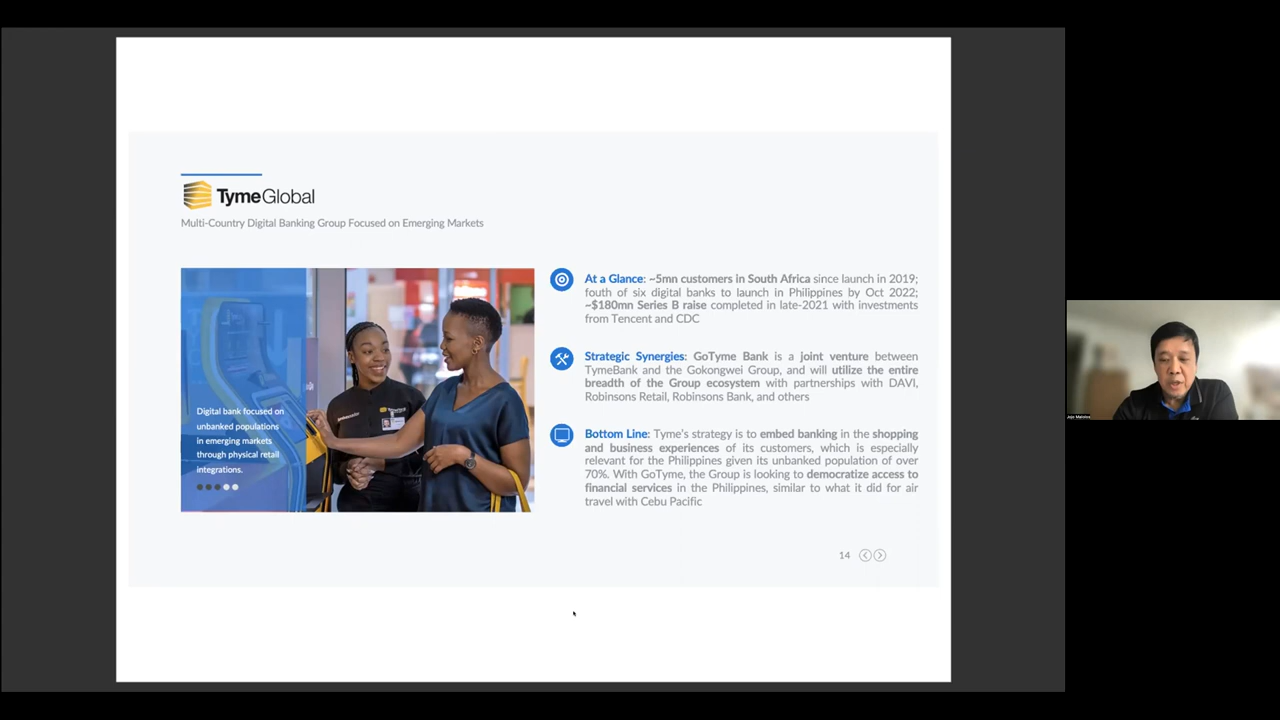 TymeGlobal
Multi-Country Digital Banking Group Focused on Emerging Markets
Digital bank focused on
unbanked populations
in emerging markets
through physical retail
integrations.
At a Glance: ~5mn customers in South Africa since launch in 2019;
fouth of six digital banks to launch in Philippines by Oct 2022;
~$180mn Series B raise completed in late-2021 with investments
from Tencent and CDC
Strategic Synergies: GoTyme Bank is a joint venture between
TymeBank and the Gokongwei Group, and will utilize the entire
breadth of the Group ecosystem with partnerships with DAVI,
Robinsons Retail, Robinsons Bank, and others
Bottom Line: Tyme's strategy is to embed banking in the shopping
and business experiences of its customers, which is especially
relevant for the Philippines given its unbanked population of over
70%. With GoTyme, the Group is looking to democratize access to
financial services in the Philippines, similar to what it did for air
travel with Cebu Pacific
14